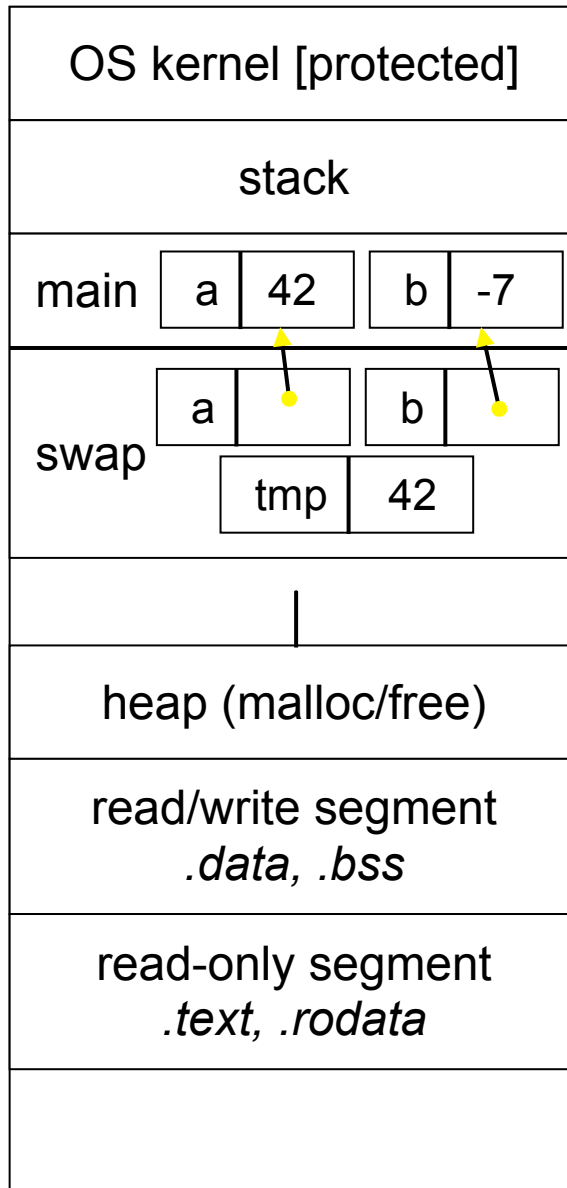 OS kernel [protected]
stack
main a 42 b -7
a b
swap
tmp 42
heap (malloc/free)
read/write segment
.data, .bss
read-only segment
.text, .rodata